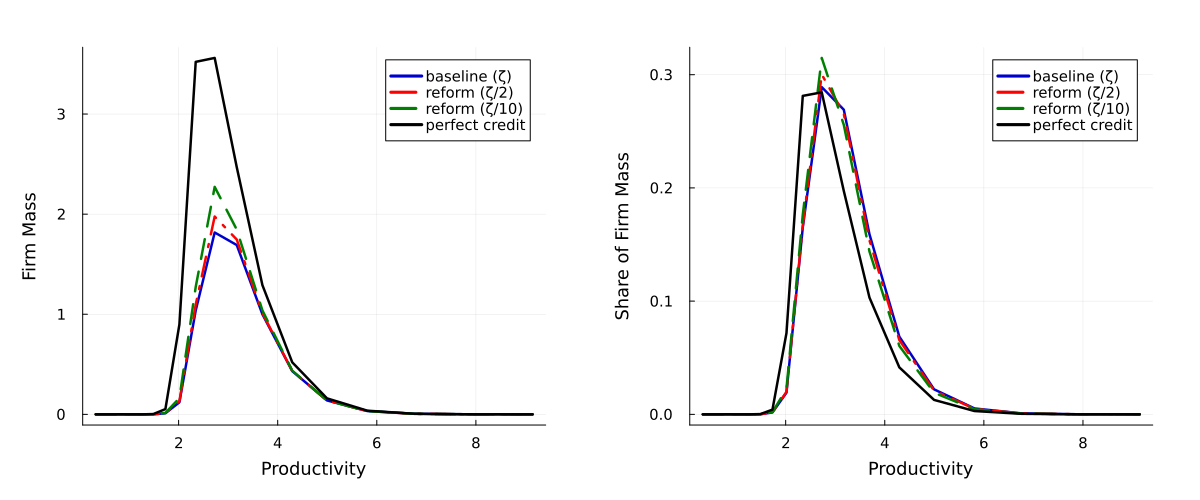 Firm Mass
3
2
1
0
2
4
6
8
Productivity
baseline (ζ)
reform (ζ/2)
reform (ζ/10)
perfect credit
Share of Firm Mass
0.3
0.2
0.1
0.0
2
4
6
8
Productivity
baseline (ζ)
reform (ζ/2)
reform (ζ/10)
perfect credit